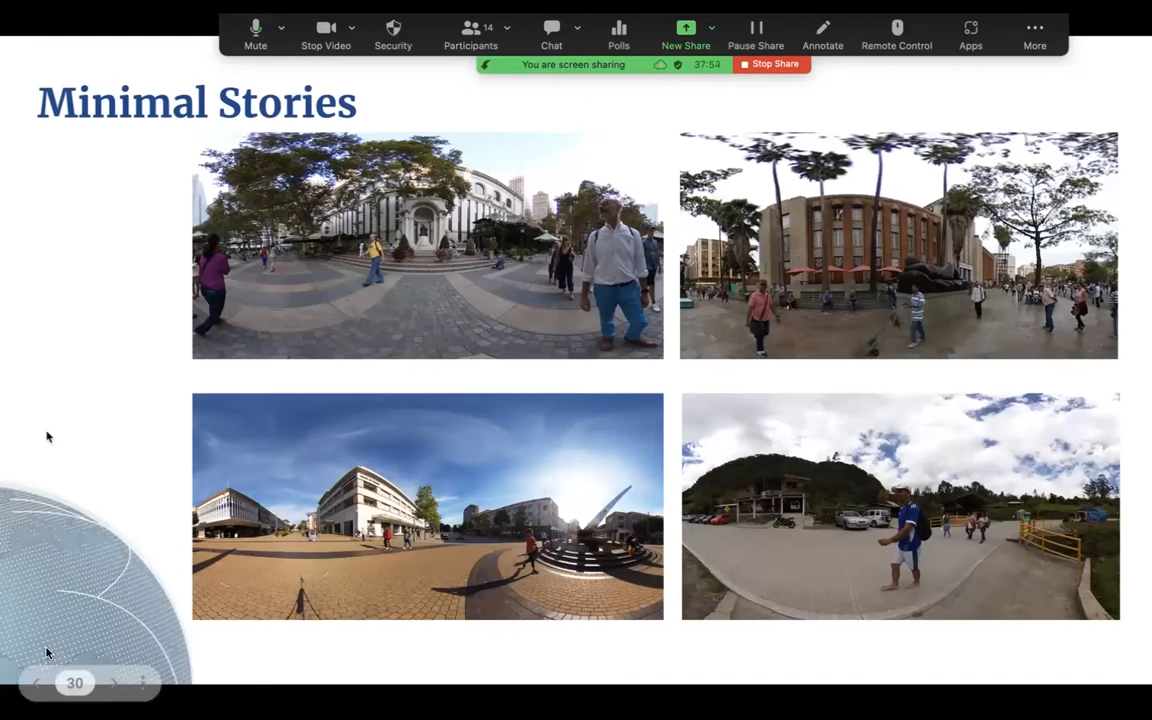 14
Mute
Stop Video
Security
Participants
Chat
Polls
New Share
Pause Share
Annotate
Remote Control
Apps
More
You are screen sharing
37:54
Stop Share
Minimal Stories
30